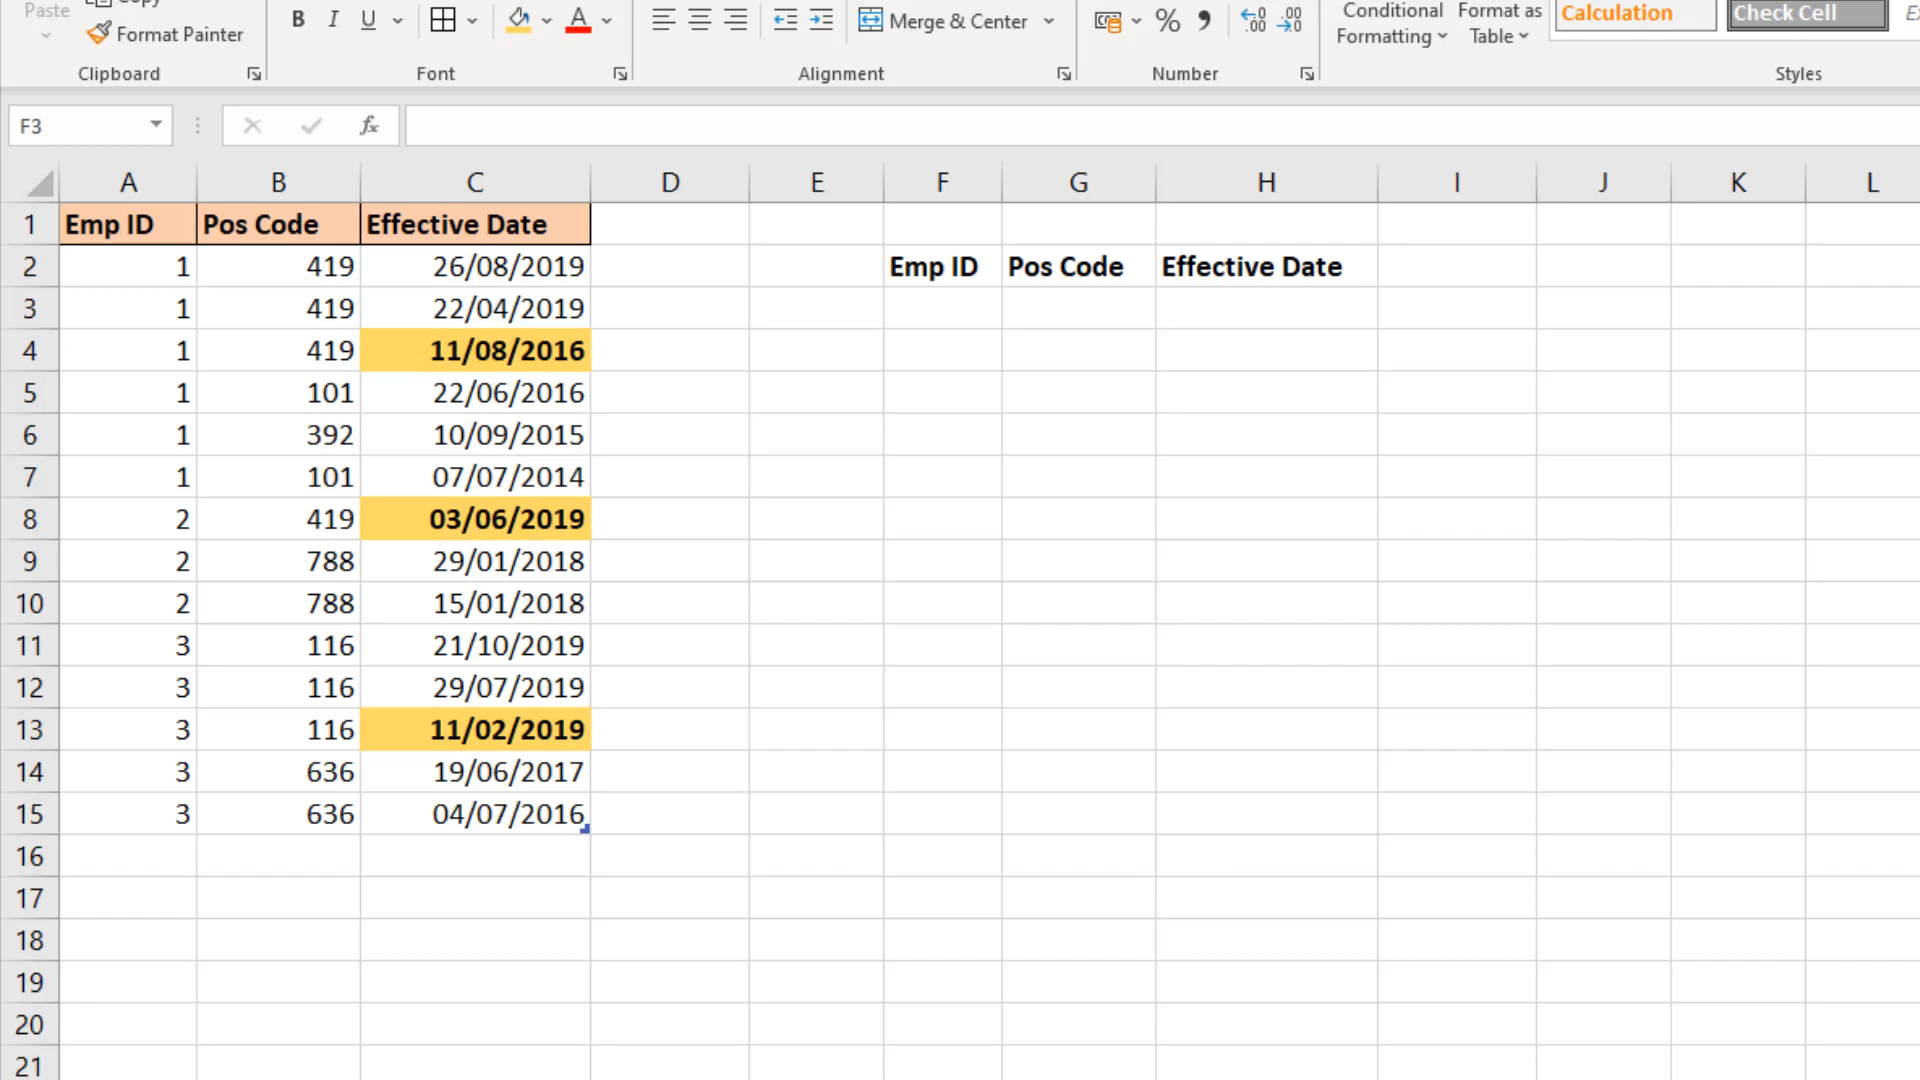 Paste
Copy
Format Painter
B I U A
Merge & Center
%
Conditional Formatting
Format as Table
Calculation
Check Cell
Clipboard
Font
Alignment
Number
Styles
F3
fx
A B C D E F G H I J K L
1 Emp ID Pos Code Effective Date
2 1 419 26/08/2019 Emp ID Pos Code Effective Date
3 1 419 22/04/2019
4 1 419 11/08/2016
5 1 101 22/06/2016
6 1 392 10/09/2015
7 1 101 07/07/2014
8 2 419 03/06/2019
9 2 788 29/01/2018
10 2 788 15/01/2018
11 3 116 21/10/2019
12 3 116 29/07/2019
13 3 116 11/02/2019
14 3 636 19/06/2017
15 3 636 04/07/2016
16
17
18
19
20
21